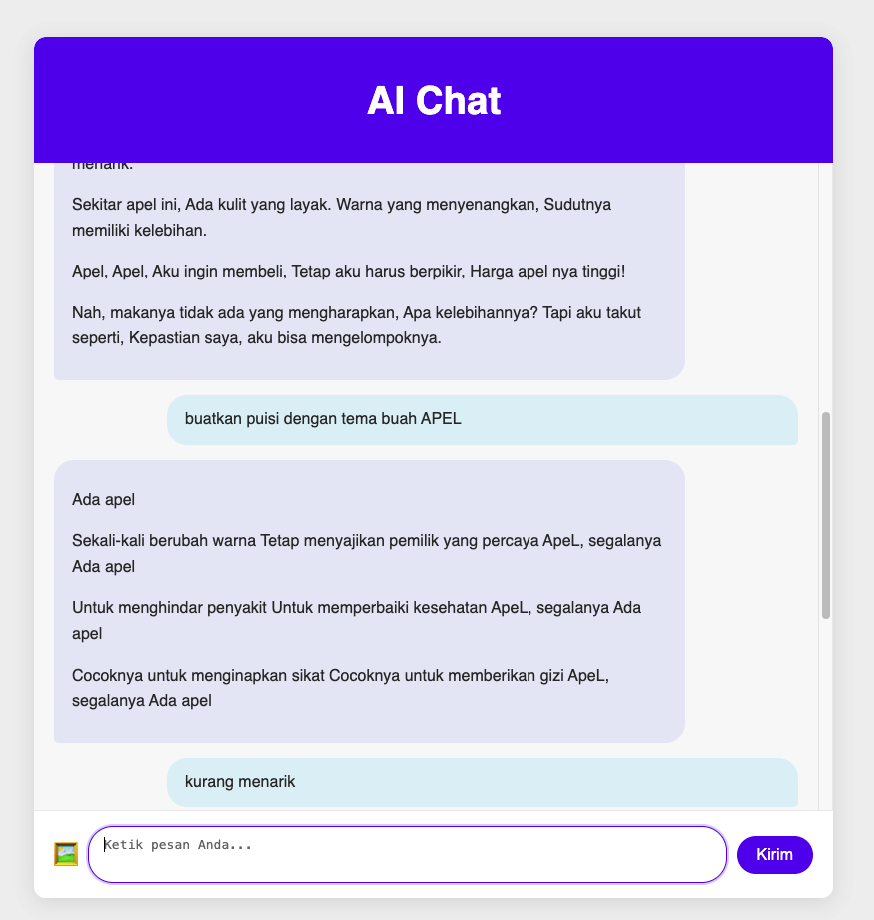 AI Chat
menarik.
Sekitar apel ini, Ada kulit yang layak. Warna yang menyenangkan, Sudutnya
memiliki kelebihan.
Apel, Apel, Aku ingin membeli, Tetap aku harus berpikir, Harga apel nya tinggi!
Nah, makanya tidak ada yang mengharapkan, Apa kelebihannya? Tapi aku takut
seperti, Kepastian saya, aku bisa mengelompoknya.
buatkan puisi dengan tema buah APEL
Ada apel
Sekali-kali berubah warna Tetap menyajikan pemilik yang percaya ApeL, segalanya
Ada apel
Untuk menghindar penyakit Untuk memperbaiki kesehatan ApeL, segalanya Ada
apel
Cocoknya untuk menginapkan sikat Cocoknya untuk memberikan gizi ApeL,
segalanya Ada apel
kurang menarik
Ketik pesan Anda...
Kirim